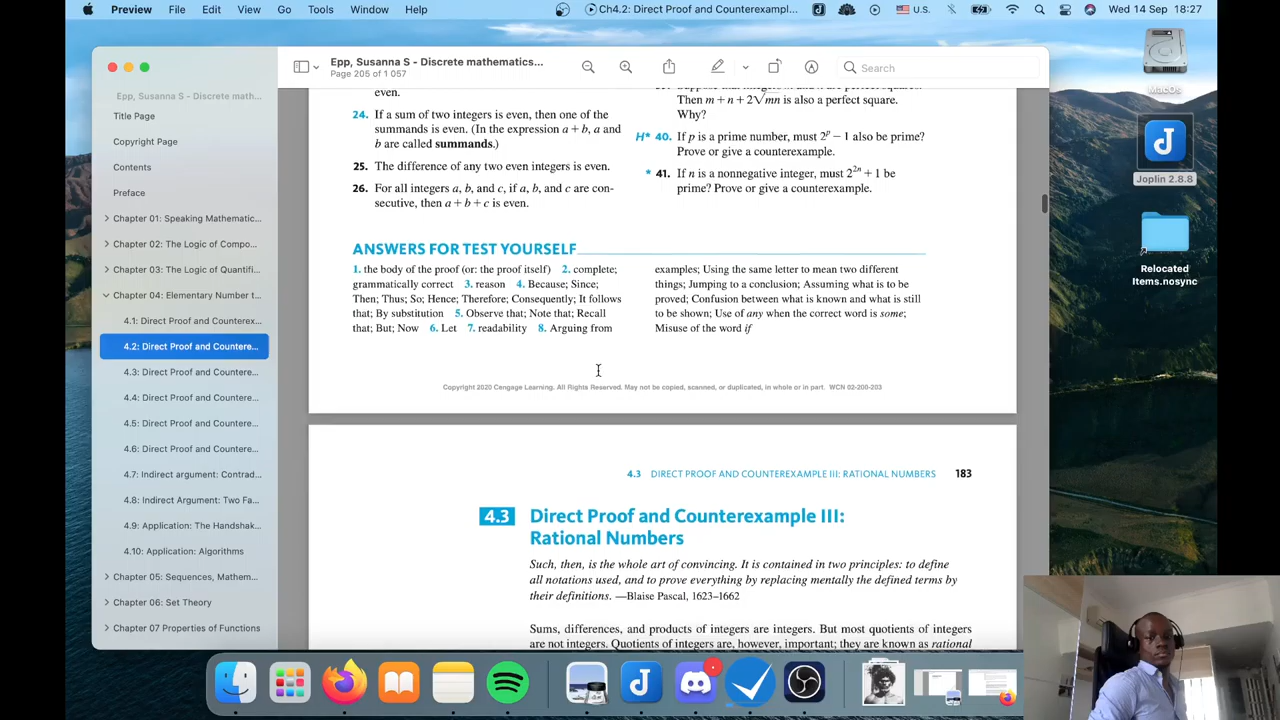 Preview File Edit View Go Tools Window Help
Ch4.2: Direct Proof and Counterexampl...
U.S.
Wed 14 Sep 18:27
Epp, Susanna S - Discrete mathematics...
Page 205 of 1 057
Search
Epp, Susanna S - Discrete math...
Title Page
Copyright Page
Contents
Preface
Chapter 01: Speaking Mathematic...
Chapter 02: The Logic of Compo...
Chapter 03: The Logic of Quantifi...
Chapter 04: Elementary Number t...
4.1: Direct Proof and Counterex...
4.2: Direct Proof and Countere...
4.3: Direct Proof and Countere...
4.4: Direct Proof and Countere...
4.5: Direct Proof and Countere...
4.6: Direct Proof and Countere...
4.7: Indirect argument: Contrad...
4.8: Indirect Argument: Two Fa...
4.9: Application: The Handshak...
4.10: Application: Algorithms
Chapter 05: Sequences, Mathem...
Chapter 06: Set Theory
Chapter 07 Properties of Functions
even.
24. If a sum of two integers is even, then one of the
summands is even. (In the expression a + b, a and
b are called summands.)
25. The difference of any two even integers is even.
26. For all integers a, b, and c, if a, b, and c are con-
secutive, then a + b + c is even.
Then m + n + 2√mn is also a perfect square.
Why?
H* 40. If p is a prime number, must 2^p − 1 also be prime?
Prove or give a counterexample.
* 41. If n is a nonnegative integer, must 2^2^n + 1 be
prime? Prove or give a counterexample.
ANSWERS FOR TEST YOURSELF
1. the body of the proof (or: the proof itself) 2. complete;
grammatically correct 3. reason 4. Because; Since;
Then; Thus; So; Hence; Therefore; Consequently; It follows
that; By substitution 5. Observe that; Note that; Recall
that; But; Now 6. Let 7. readability 8. Arguing from
examples; Using the same letter to mean two different
things; Jumping to a conclusion; Assuming what is to be
proved; Confusion between what is known and what is still
to be shown; Use of any when the correct word is some;
Misuse of the word if
Copyright 2020 Cengage Learning. All Rights Reserved. May not be copied, scanned, or duplicated, in whole or in part. WCN 02-200-203
4.3 DIRECT PROOF AND COUNTEREXAMPLE III: RATIONAL NUMBERS 183
4.3 Direct Proof and Counterexample III:
Rational Numbers
Such, then, is the whole art of convincing. It is contained in two principles: to define
all notations used, and to prove everything by replacing mentally the defined terms by
their definitions. —Blaise Pascal, 1623–1662
Sums, differences, and products of integers are integers. But most quotients of integers
are not integers. Quotients of integers are, however, important; they are known as rational
MacOs
Joplin 2.8.8
Relocated
Items.nosync